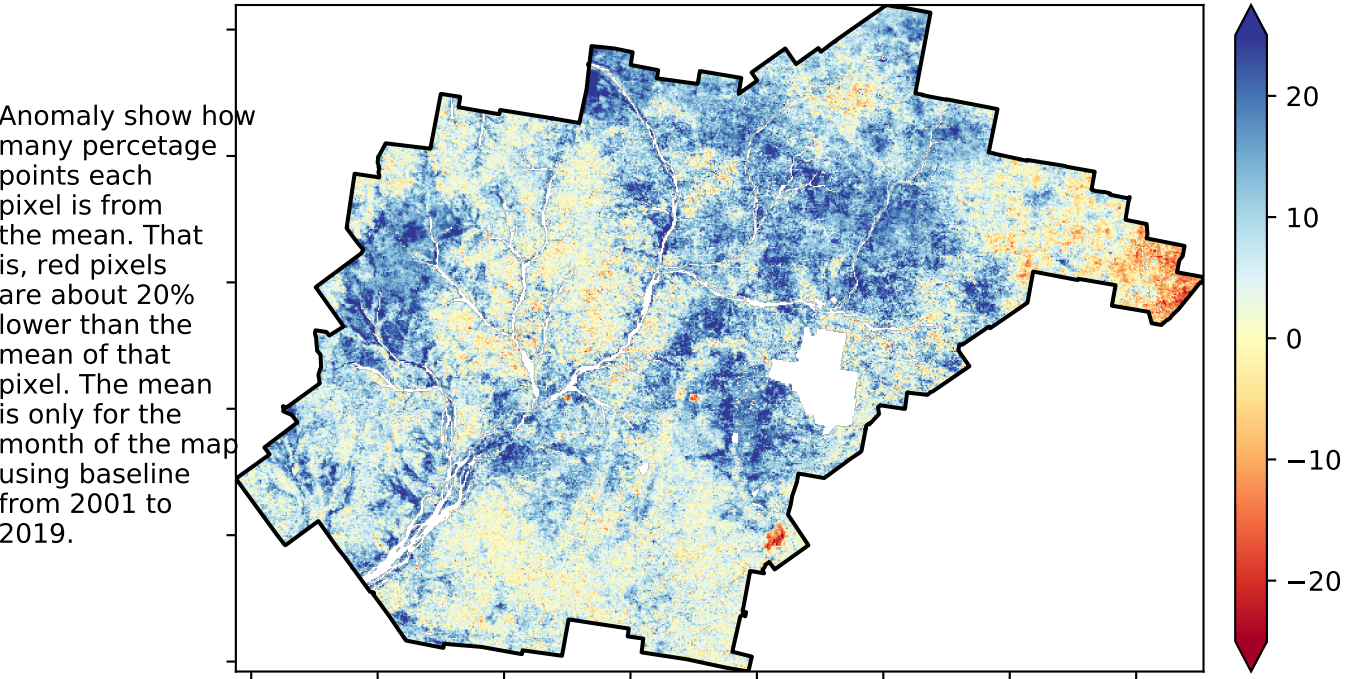 Anomaly show how
many percetage
points each
pixel is from
the mean. That
is, red pixels
are about 20%
lower than the
mean of that
pixel. The mean
is only for the
month of the map
using baseline
from 2001 to
2019.
20
10
0
−10
−20